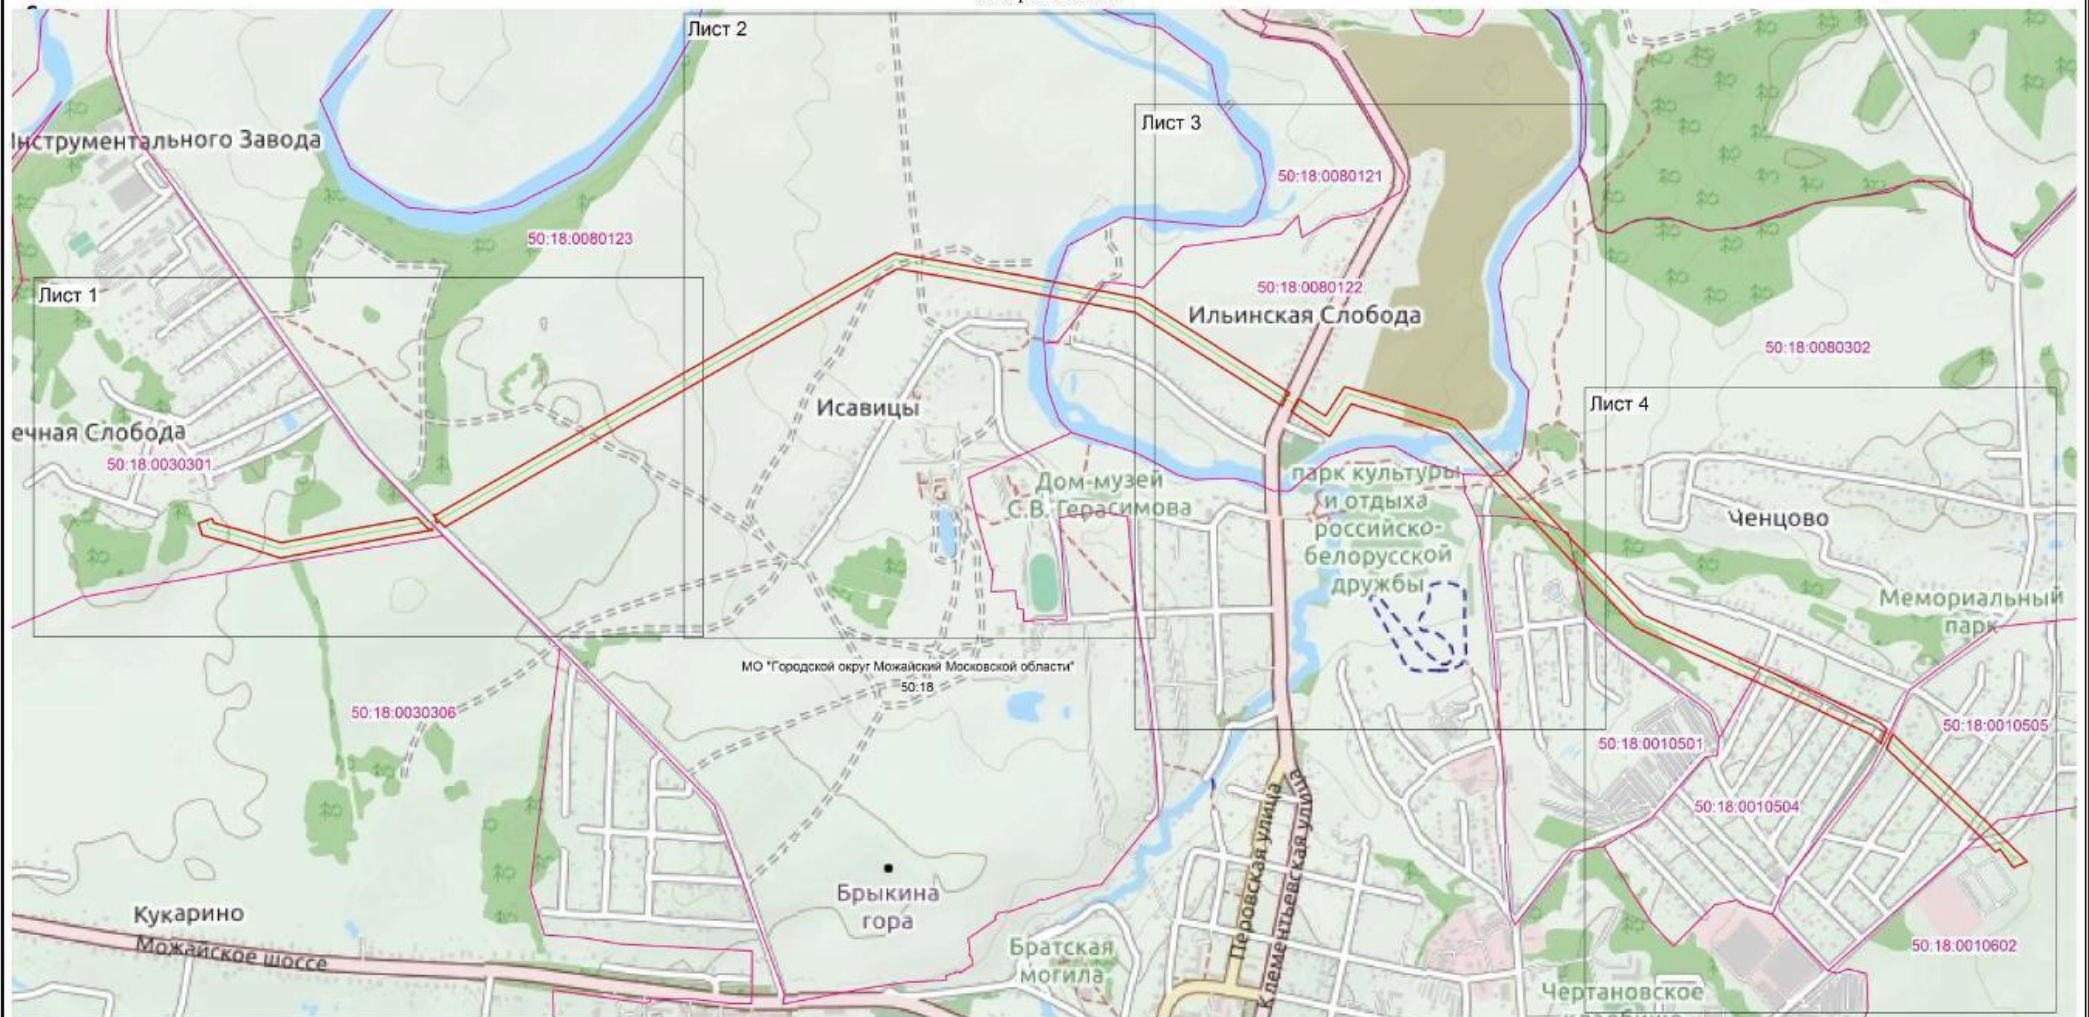 Лист 2
Лист 3
Инструментального Завода
50:18:0080121
50:18:0080123
50:18:0080122
Лист 1
Ильинская Слобода
50:18:0080302
Исавицы
Лист 4
ечная Слобода
50:18:0030301
Дом-музей
С.В. Герасимова
парк культуры
и отдыха
российско-
белорусской
дружбы
Ченцово
Мемориальный
парк
МО "Городской округ Можайский Московской области"
50:18
50:18:0030306
50:18:0010505
50:18:0010501
50:18:0010504
Перовская улица
Клементьевская улица
Брыкина
гора
Кукарино
Можайское шоссе
Братская
могила
50:18:0010602
Чертановское